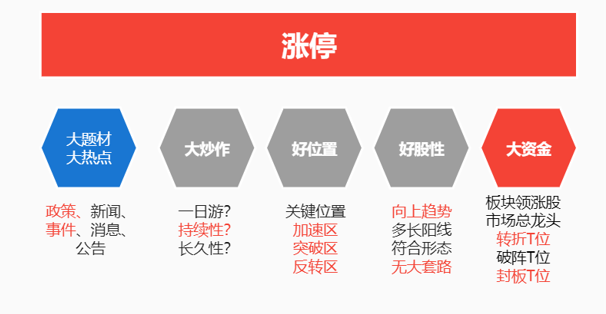 涨停
大题材
大热点
大炒作
好位置
好股性
大资金
政策、新闻、
事件、消息、
公告
一日游?
持续性?
长久性?
关键位置
加速区
突破区
反转区
向上趋势
多长阳线
符合形态
无大套路
板块领涨股
市场总龙头
转折T位
破阵T位
封板T位